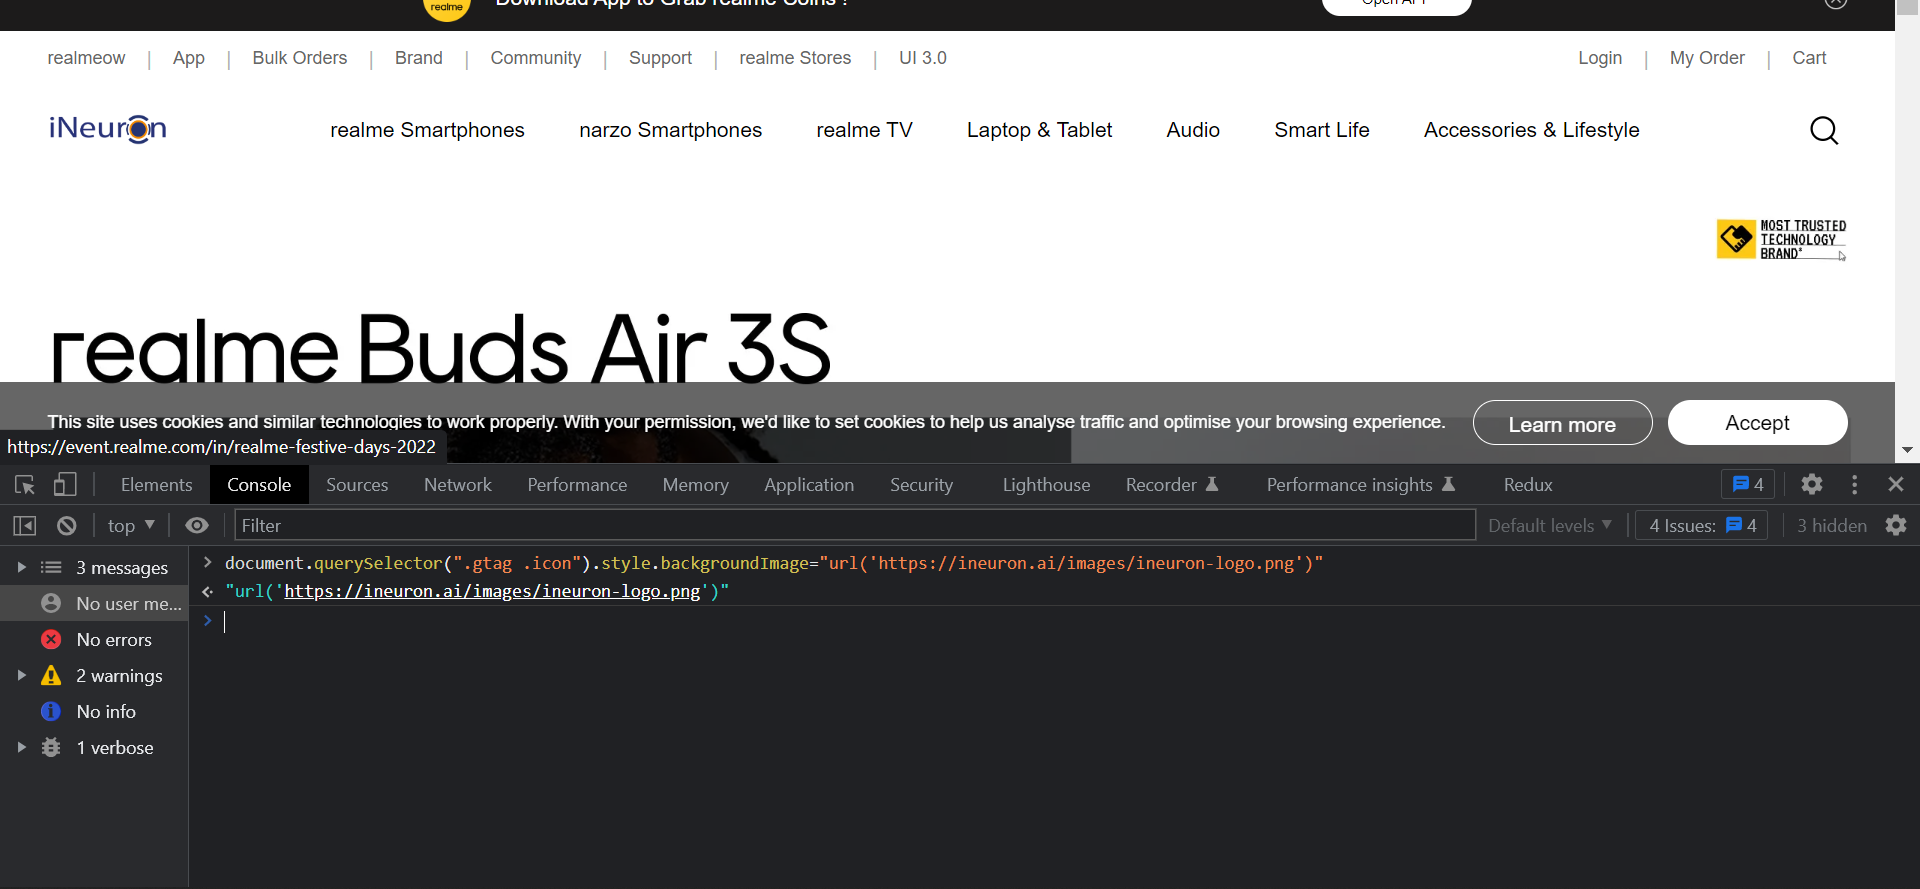 realme
Download App to Grab realme Coins !
Open APP
realmeow | App | Bulk Orders | Brand | Community | Support | realme Stores | UI 3.0
Login | My Order | Cart
iNeuron
realme Smartphones narzo Smartphones realme TV Laptop & Tablet Audio Smart Life Accessories & Lifestyle
MOST TRUSTED
TECHNOLOGY
BRAND*
realme Buds Air 3S
This site uses cookies and similar technologies to work properly. With your permission, we'd like to set cookies to help us analyse traffic and optimise your browsing experience.
Learn more
Accept
https://event.realme.com/in/realme-festive-days-2022
Elements Console Sources Network Performance Memory Application Security Lighthouse Recorder Performance insights Redux 4
top Filter Default levels 4 Issues: 4 3 hidden
3 messages
No user me...
No errors
2 warnings
No info
1 verbose
document.querySelector(".gtag .icon").style.backgroundImage="url('https://ineuron.ai/images/ineuron-logo.png')"
"url('https://ineuron.ai/images/ineuron-logo.png')"